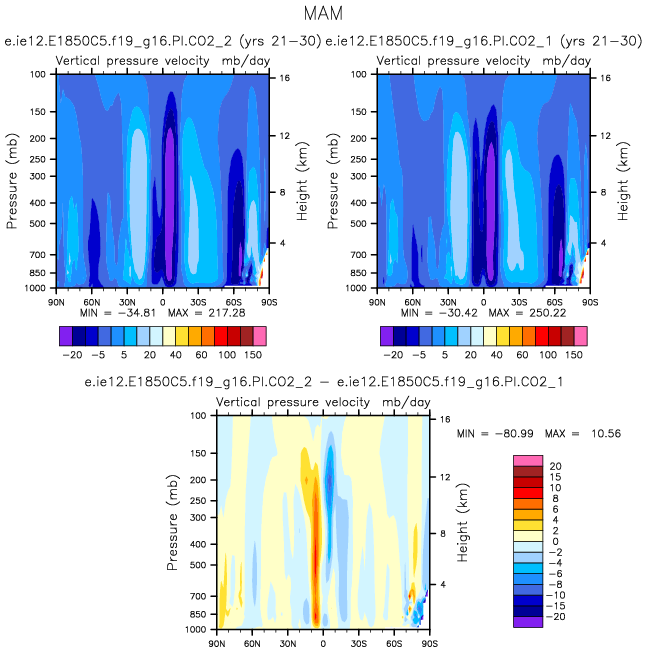 MAM
e.ie12.E1850C5.f19_g16.PI.CO2_2 (yrs 21-30) e.ie12.E1850C5.f19_g16.PI.CO2_1 (yrs 21-30)
Vertical pressure velocity mb/day
Vertical pressure velocity mb/day
Pressure (mb)
100
150
200
250
300
400
500
700
850
1000
16
12
8
4
Height (km)
90N 60N 30N 0 30S 60S 90S
MIN = -34.81 MAX = 217.28
-20 -5 5 20 40 60 100 150
Pressure (mb)
100
150
200
250
300
400
500
700
850
1000
16
12
8
4
Height (km)
90N 60N 30N 0 30S 60S 90S
MIN = -30.42 MAX = 250.22
-20 -5 5 20 40 60 100 150
e.ie12.E1850C5.f19_g16.PI.CO2_2 - e.ie12.E1850C5.f19_g16.PI.CO2_1
Vertical pressure velocity mb/day
Pressure (mb)
100
150
200
250
300
400
500
700
850
1000
16
12
8
4
Height (km)
90N 60N 30N 0 30S 60S 90S
MIN = -80.99 MAX = 10.56
20
15
10
8
6
4
2
0
-2
-4
-6
-8
-10
-15
-20